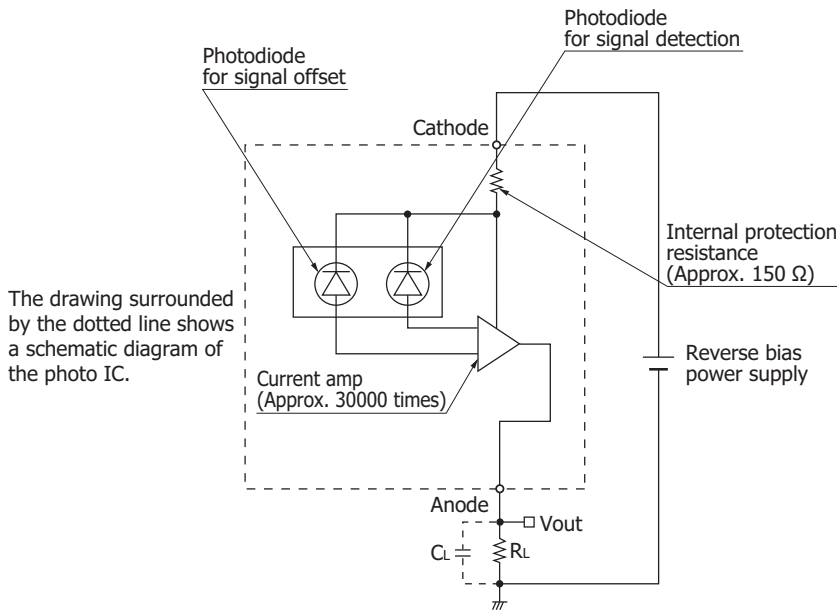 Photodiode
for signal detection
Photodiode
for signal offset
Cathode
Internal protection
resistance
(Approx. 150 Ω)
The drawing surrounded
by the dotted line shows
a schematic diagram of
the photo IC.
Reverse bias
power supply
Current amp
(Approx. 30000 times)
Anode
Vout
CL
RL